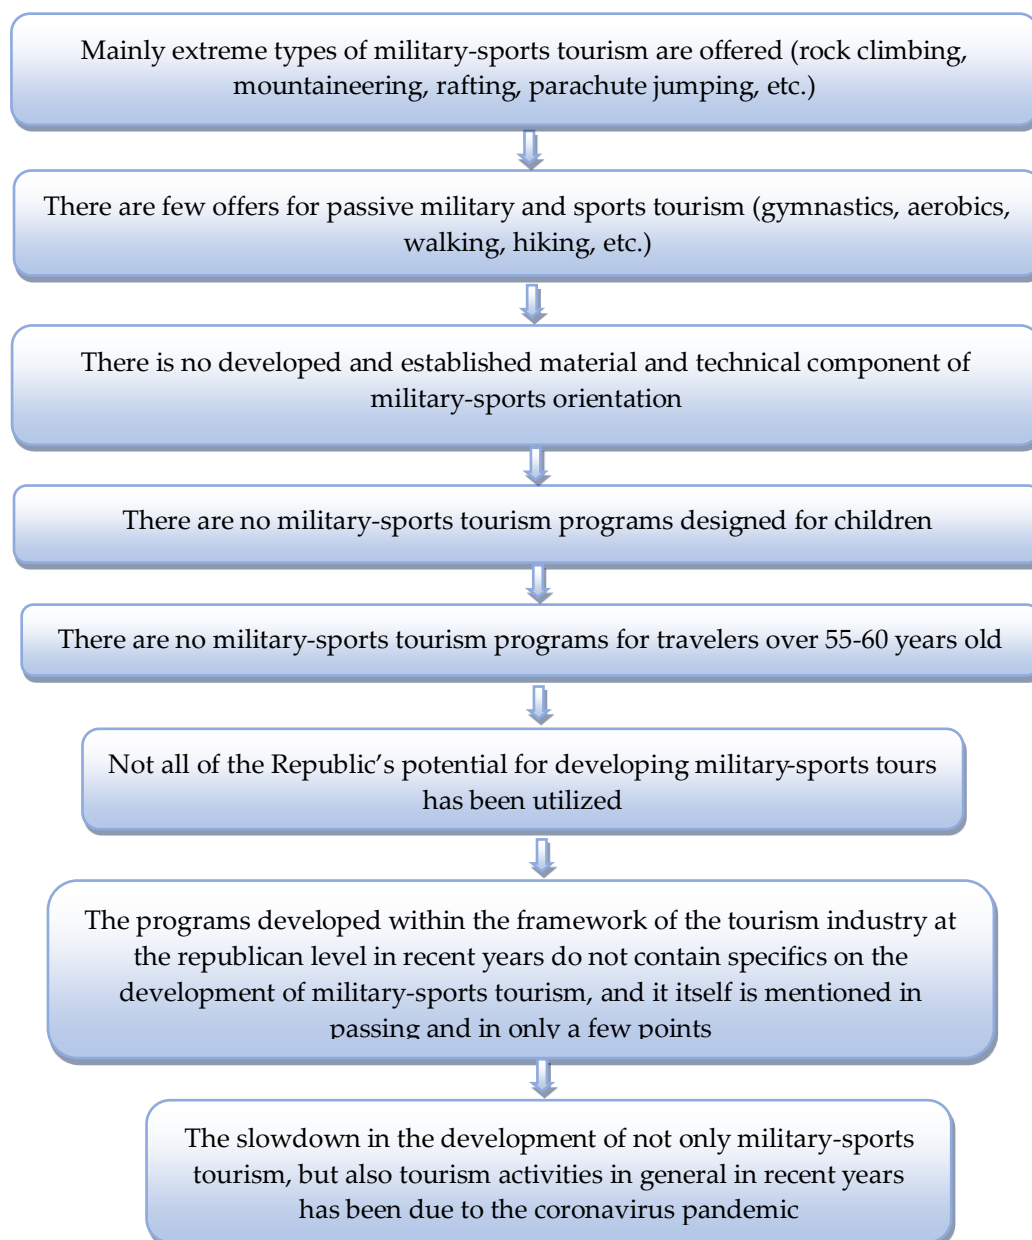 Mainly extreme types of military-sports tourism are offered (rock climbing,
mountaineering, rafting, parachute jumping, etc.)
There are few offers for passive military and sports tourism (gymnastics, aerobics,
walking, hiking, etc.)
There is no developed and established material and technical component of
military-sports orientation
There are no military-sports tourism programs designed for children
There are no military-sports tourism programs for travelers over 55-60 years old
Not all of the Republic’s potential for developing military-sports tours
has been utilized
The programs developed within the framework of the tourism industry at
the republican level in recent years do not contain specifics on the
development of military-sports tourism, and it itself is mentioned in
passing and in only a few points
The slowdown in the development of not only military-sports
tourism, but also tourism activities in general in recent years
has been due to the coronavirus pandemic